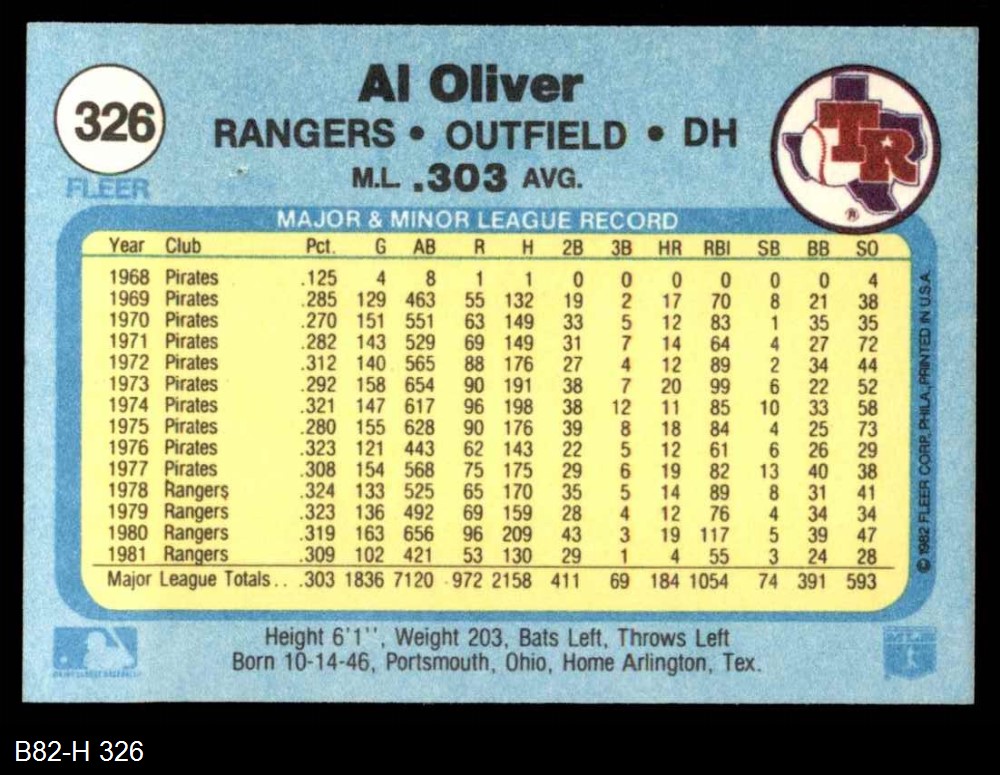 326
FLEER
Al Oliver
RANGERS • OUTFIELD • DH
M.L .303 AVG.
TR
®
MAJOR & MINOR LEAGUE RECORD
Year Club Pct. G AB R H 2B 3B HR RBI SB BB SO
1968 Pirates .125 4 8 1 1 0 0 0 0 0 0 4
1969 Pirates .285 129 463 55 132 19 2 17 70 8 21 38
1970 Pirates .270 151 551 63 149 33 5 12 83 1 35 35
1971 Pirates .282 143 529 69 149 31 7 14 64 4 27 72
1972 Pirates .312 140 565 88 176 27 4 12 89 2 34 44
1973 Pirates .292 158 654 90 191 38 7 20 99 6 22 52
1974 Pirates .321 147 617 96 198 38 12 11 85 10 33 58
1975 Pirates .280 155 628 90 176 39 8 18 84 4 25 73
1976 Pirates .323 121 443 62 143 22 5 12 61 6 26 29
1977 Pirates .308 154 568 75 175 29 6 19 82 13 40 38
1978 Rangers .324 133 525 65 170 35 5 14 89 8 31 41
1979 Rangers .323 136 492 69 159 28 4 12 76 4 34 34
1980 Rangers .319 163 656 96 209 43 3 19 117 5 39 47
1981 Rangers .309 102 421 53 130 29 1 4 55 3 24 28
Major League Totals . . .303 1836 7120 972 2158 411 69 184 1054 74 391 593
© 1982 FLEER CORP. PHILA., PRINTED IN U.S.A.
Height 6'1'', Weight 203, Bats Left, Throws Left
Born 10-14-46, Portsmouth, Ohio, Home Arlington, Tex.
B82-H 326